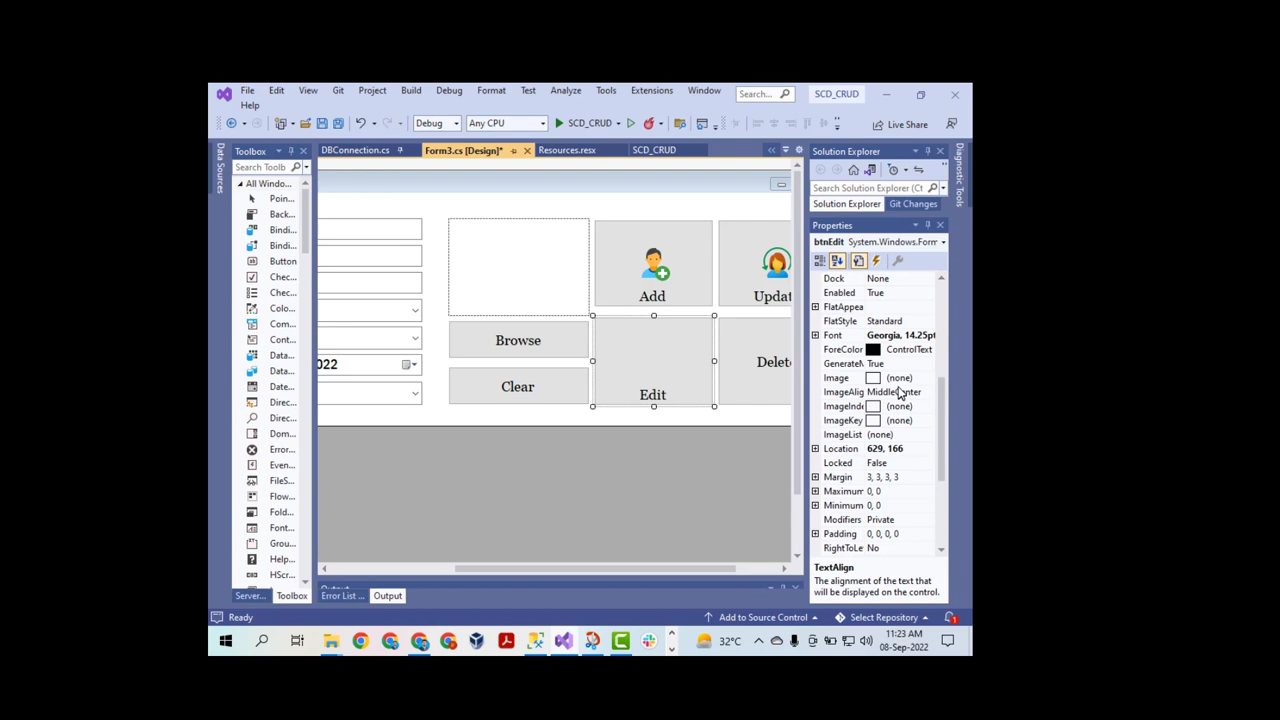 File Edit View Git Project Build Debug Format Test Analyze Tools Extensions Window Search... SCD_CRUD
Help
Debug Any CPU SCD_CRUD Live Share
Data Sources
Toolbox
DBConnection.cs Form3.cs [Design]* Resources.resx SCD_CRUD
Search Toolb
All Windo...
Poin...
Back...
Bindi...
Bindi...
Button
Chec...
Chec...
Colo...
Com...
Cont...
Data...
Data...
Date...
Direc...
Direc...
Dom...
Error...
Even...
FileS...
Flow...
Fold...
Font...
Grou...
Help...
HScr...
Server... Toolbox
022
Browse
Clear
Add
Updat
Edit
Delet
Error List ... Output
Solution Explorer
Search Solution Explorer (Ct
Solution Explorer Git Changes
Diagnostic Tools
Properties
btnEdit System.Windows.Form
Dock None
Enabled True
FlatAppea
FlatStyle Standard
Font Georgia, 14.25pt
ForeColor ControlText
GenerateM True
Image (none)
ImageAlig MiddleCenter
ImageInde (none)
ImageKey (none)
ImageList (none)
Location 629, 166
Locked False
Margin 3, 3, 3, 3
Maximum 0, 0
Minimum 0, 0
Modifiers Private
Padding 0, 0, 0, 0
RightToLe No
TextAlign
The alignment of the text that
will be displayed on the control.
Ready Add to Source Control Select Repository 1
32°C 11:23 AM
08-Sep-2022